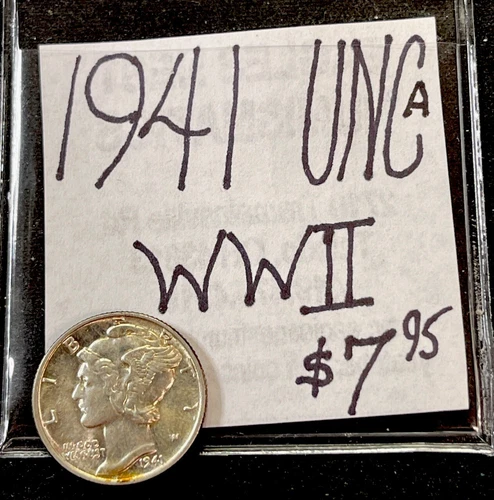 1941 UNC A
WWII
$7.95
LIBERTY
IN GOD
WE TRUST
1941